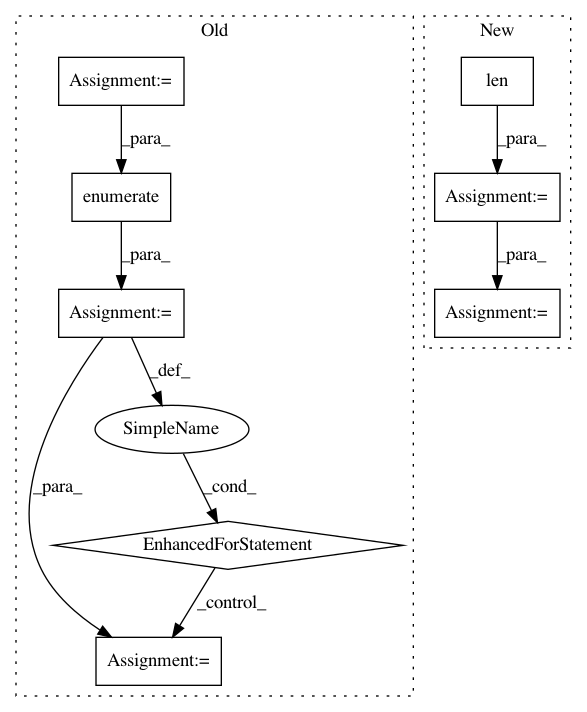 Old
New
Assignment:=
len
_para_
_para_
enumerate
Assignment:=
_para_
_para_
Assignment:=
Assignment:=
_def_
SimpleName
_para_
_cond_
EnhancedForStatement
_control_
Assignment:=